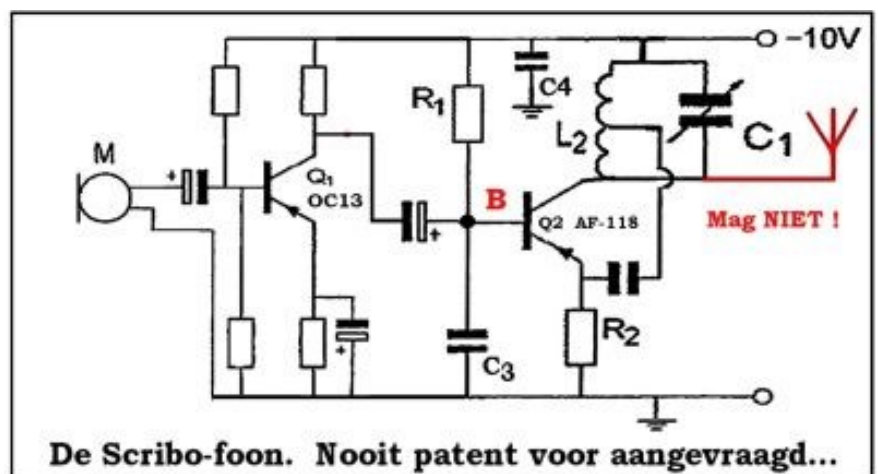 -10V
C4
R1
L2
C1
M
Q1
OC13
B
Q2 AF-118
Mag NIET !
R2
C3
De Scribo-foon. Nooit patent voor aangevraagd...